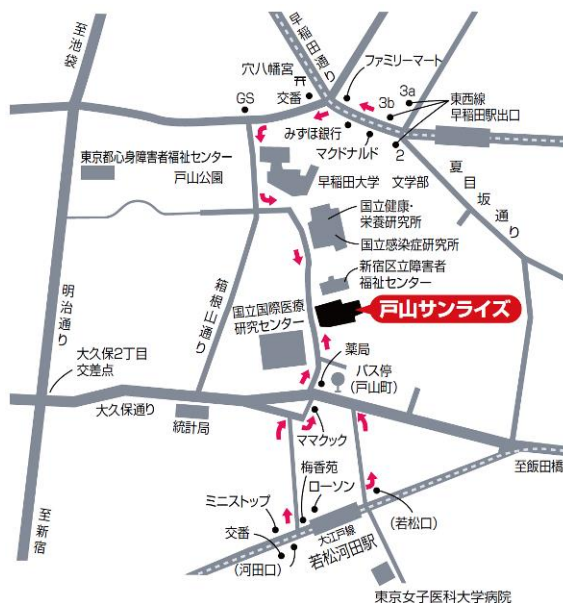 至池袋
早稲田通り
ファミリーマート
穴八幡宮
交番
GS
3a
3b
東西線
早稲田駅出口
みずほ銀行
マクドナルド
2
東京都心身障害者福祉センター
戸山公園
早稲田大学 文学部
夏目坂通り
国立健康・
栄養研究所
国立感染症研究所
新宿区立障害者
福祉センター
戸山サンライズ
国立国際医療
研究センター
箱根山通り
明治通り
薬局
バス停
(戸山町)
大久保2丁目
交差点
大久保通り
統計局
ママクック
至飯田橋
梅香苑
ローソン
ミニストップ
(若松口)
交番
(河田口)
大江戸線
若松河田駅
至新宿
東京女子医科大学病院